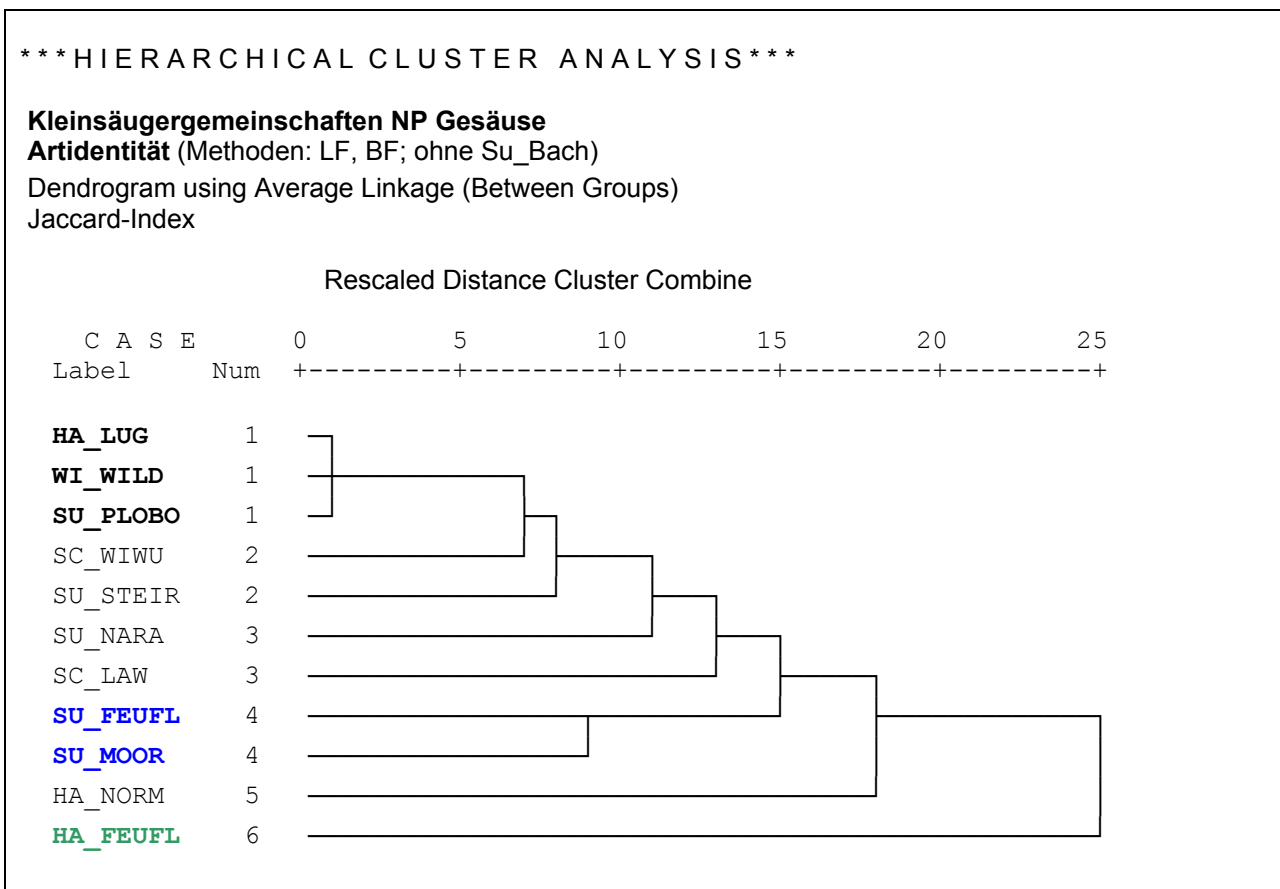 * * * H I E R A R C H I C A L  C L U S T E R  A N A L Y S I S * * *
Kleinsäugergemeinschaften NP Gesäuse
Artidentität (Methoden: LF, BF; ohne Su_Bach)
Dendrogram using Average Linkage (Between Groups)
Jaccard-Index
Rescaled Distance Cluster Combine
C A S E 0 5 10 15 20 25
Label Num +---------+---------+---------+---------+---------+
HA_LUG 1
WI_WILD 1
SU_PLOBO 1
SC_WIWU 2
SU_STEIR 2
SU_NARA 3
SC_LAW 3
SU_FEUFL 4
SU_MOOR 4
HA_NORM 5
HA_FEUFL 6